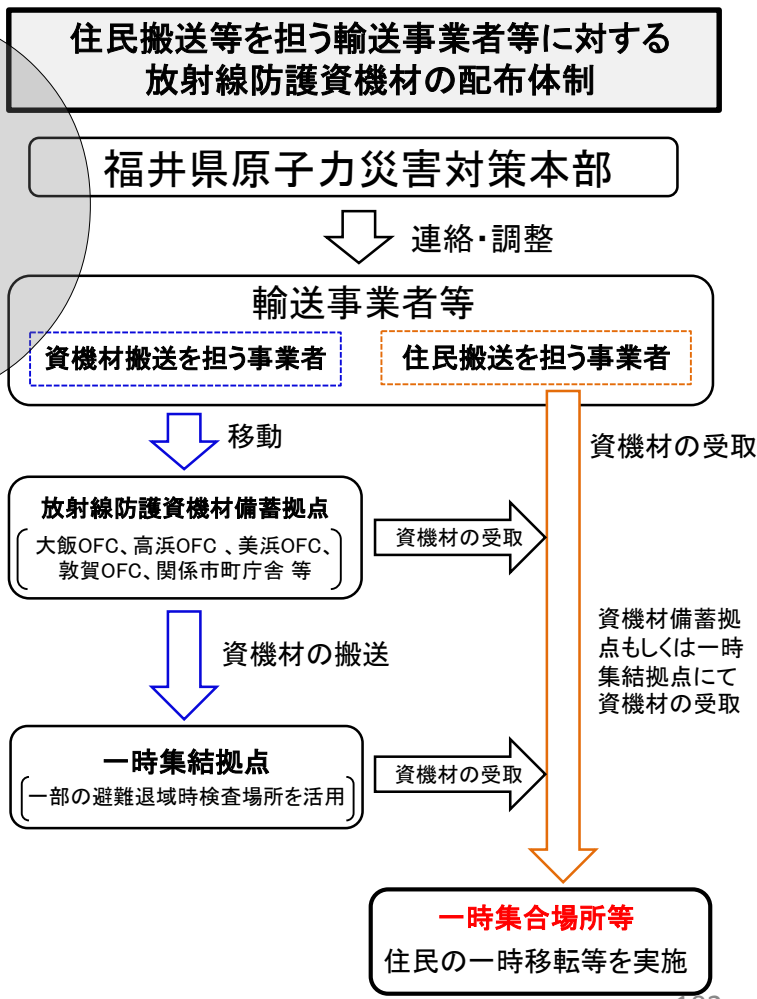 住民搬送等を担う輸送事業者等に対する
放射線防護資機材の配布体制
福井県原子力災害対策本部
連絡・調整
輸送事業者等
資機材搬送を担う事業者
住民搬送を担う事業者
移動
資機材の受取
放射線防護資機材備蓄拠点
大飯OFC、高浜OFC 、美浜OFC、
敦賀OFC、関係市町庁舎 等
資機材の受取
資機材備蓄拠
点もしくは一時
集結拠点にて
資機材の受取
資機材の搬送
一時集結拠点
一部の避難退域時検査場所を活用
資機材の受取
一時集合場所等
住民の一時移転等を実施